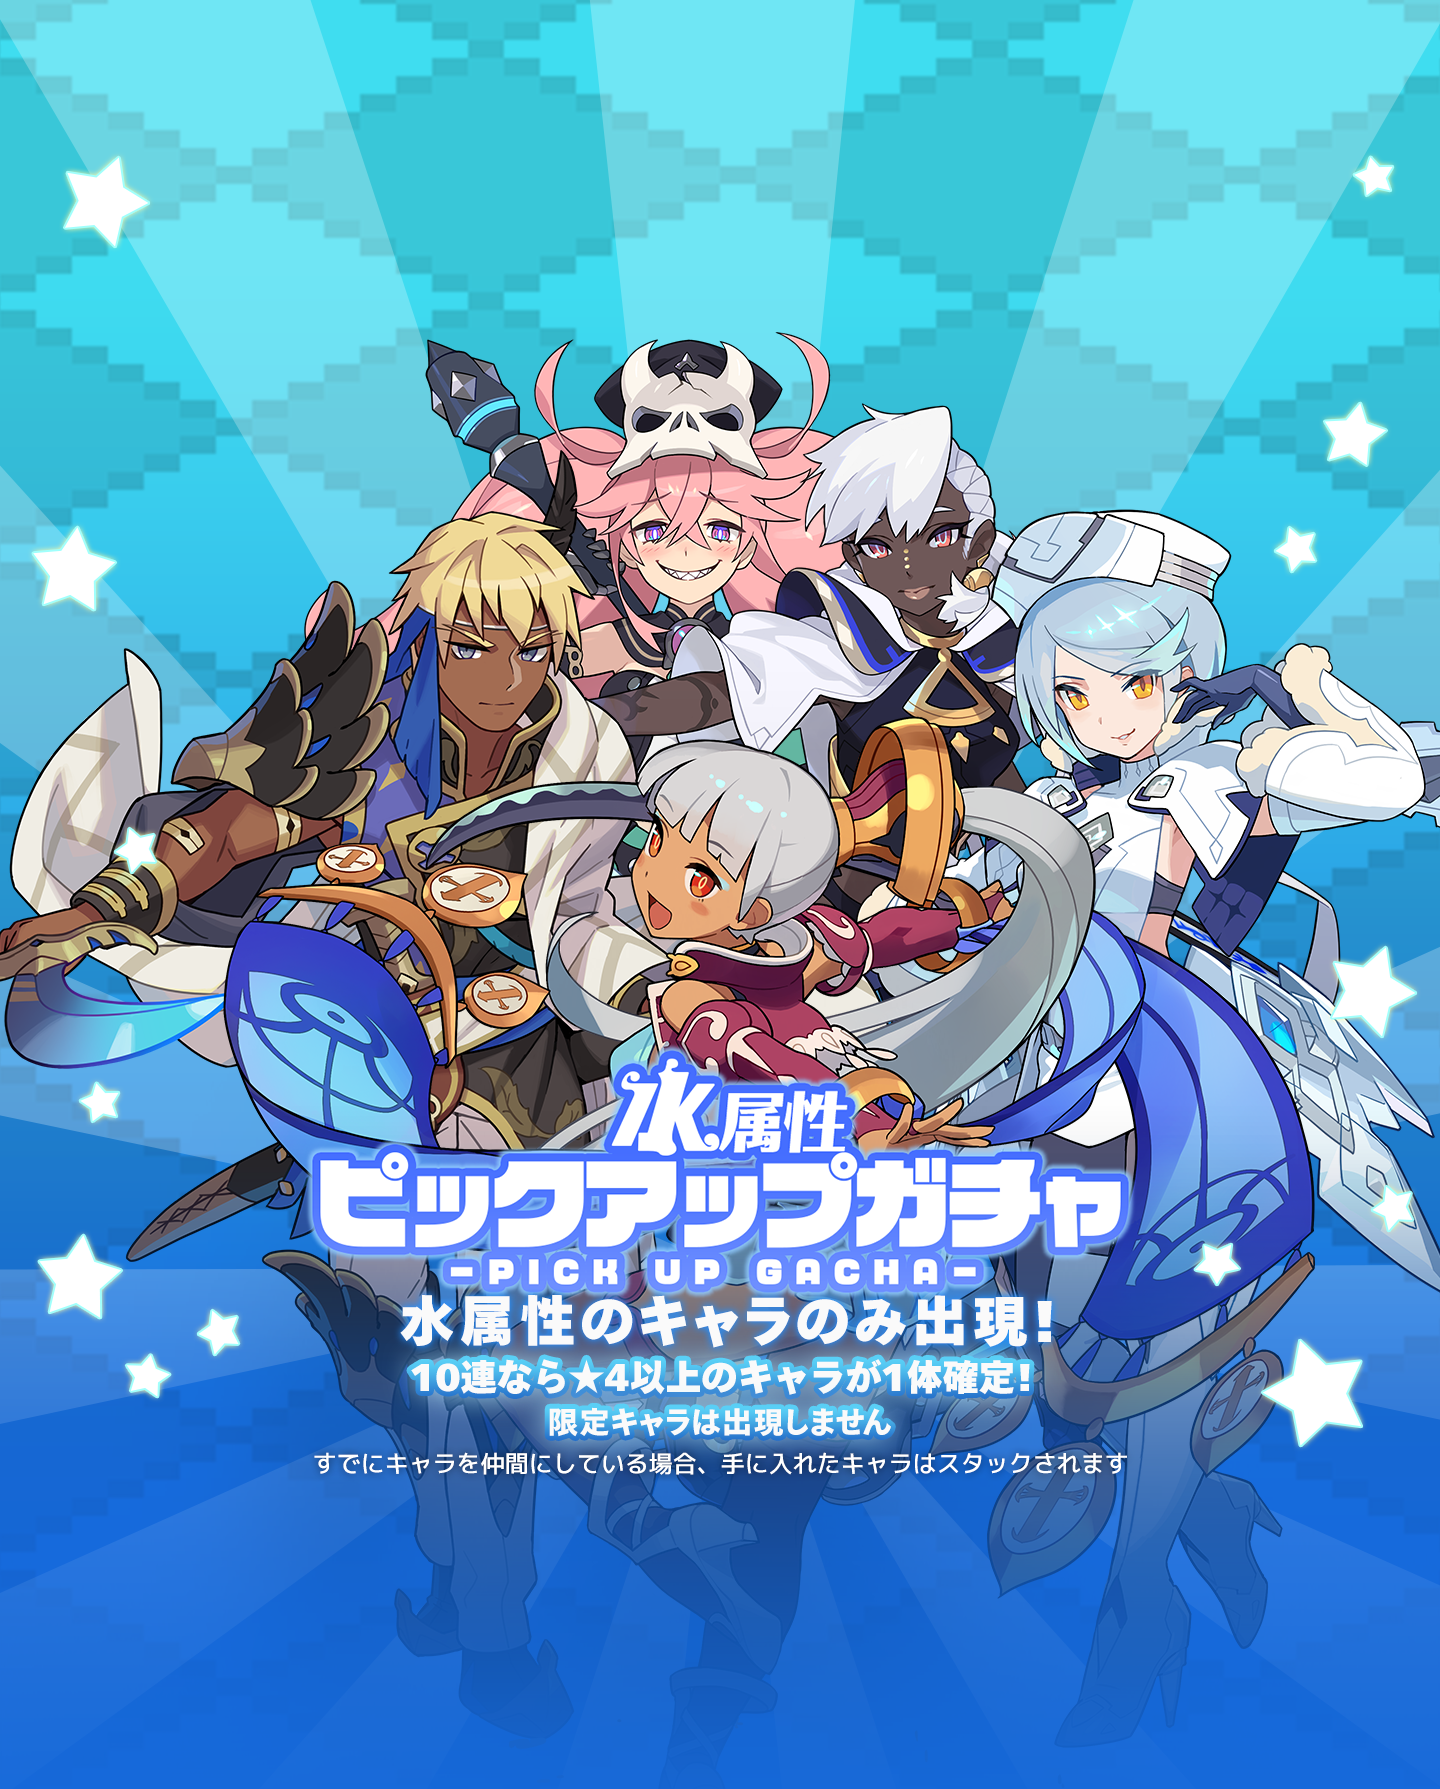 水属性
ピックアップガチャ
-PICK UP GACHA-
水属性のキャラのみ出現!
10連なら★4以上のキャラが1体確定!
限定キャラは出現しません
すでにキャラを仲間にしている場合、手に入れたキャラはスタックされます